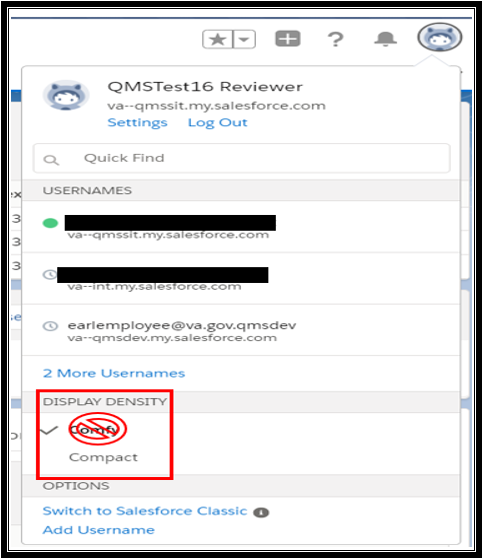 QMSTest16 Reviewer
va--qmssit.my.salesforce.com
Settings Log Out
Quick Find
USERNAMES
va--qmssit.my.salesforce.com
va--int.my.salesforce.com
earlemployee@va.gov.qmsdev
va--qmsdev.my.salesforce.com
2 More Usernames
DISPLAY DENSITY
Comfy
Compact
OPTIONS
Switch to Salesforce Classic
Add Username